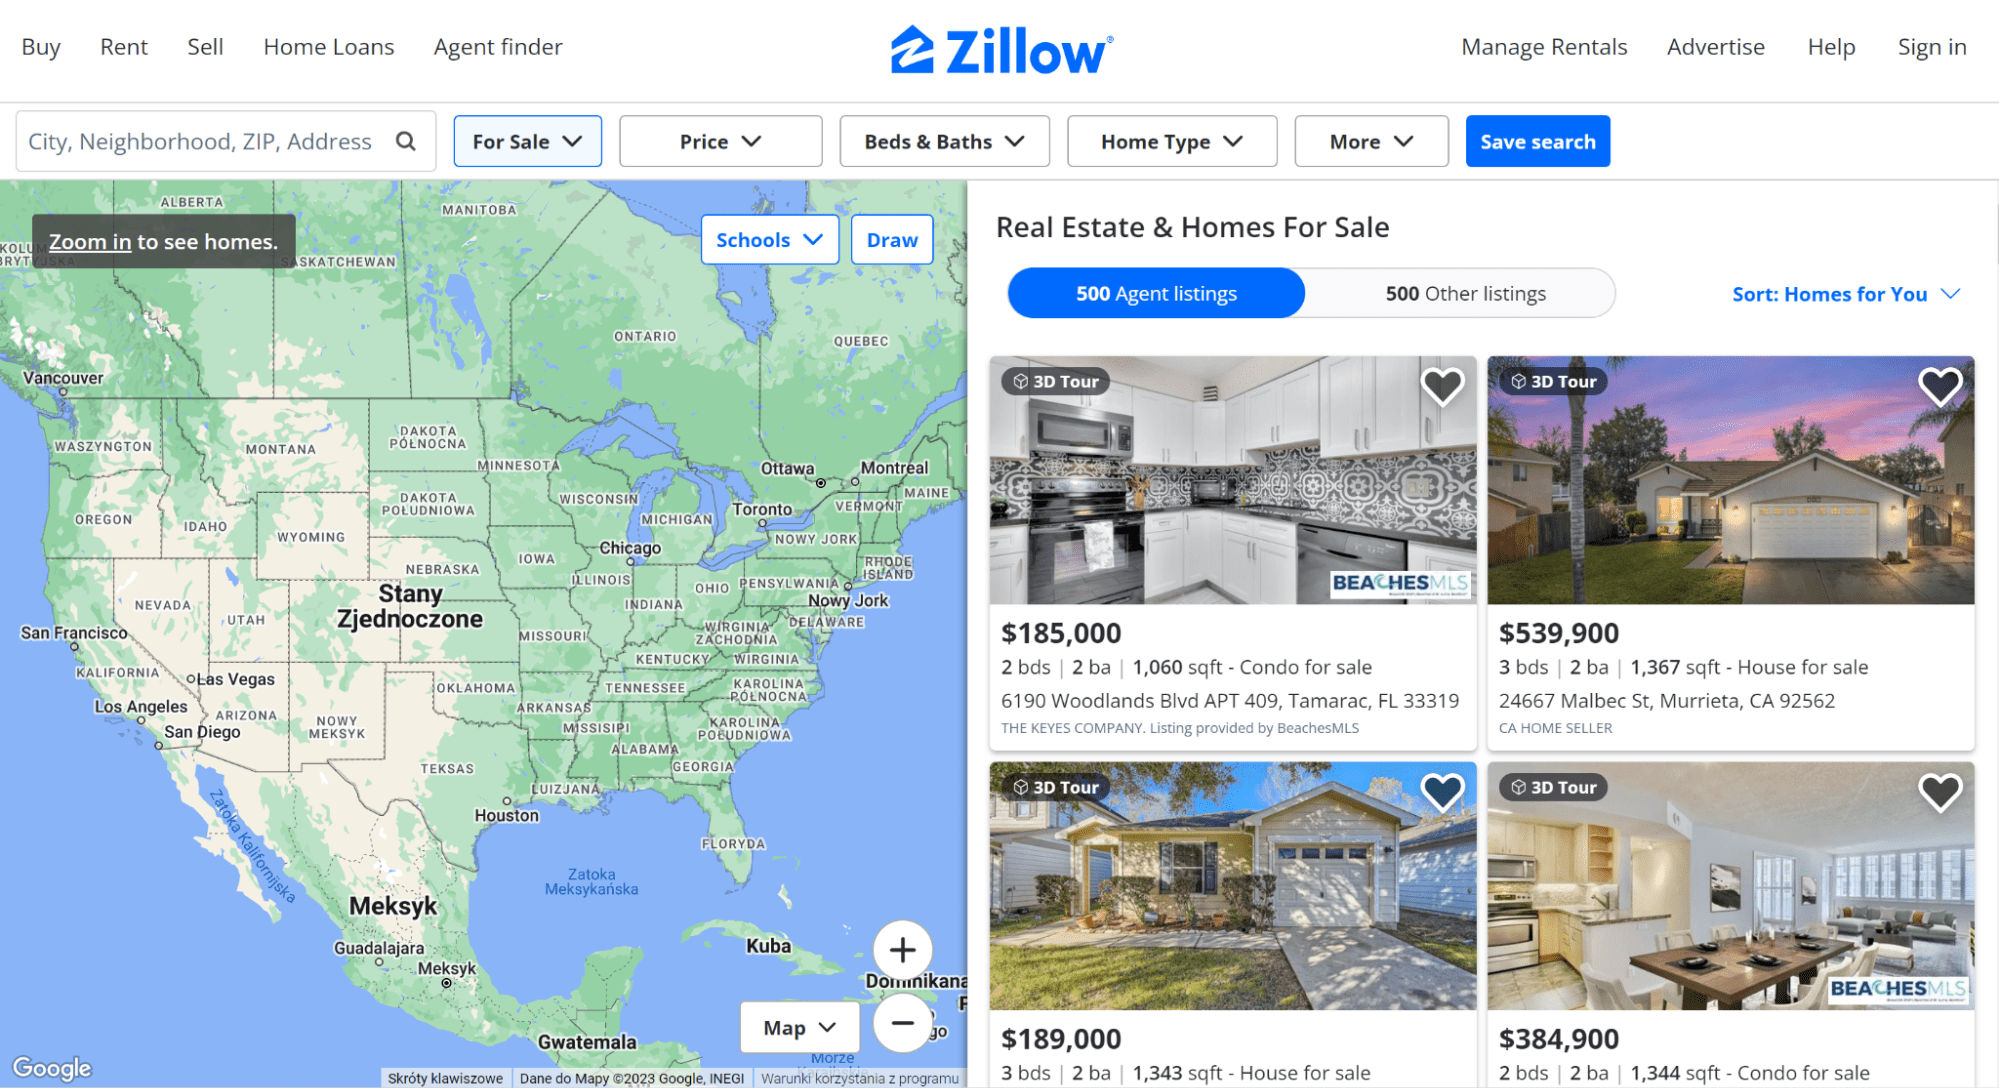 Buy Rent Sell Home Loans Agent finder
Zillow®
Manage Rentals Advertise Help Sign in
City, Neighborhood, ZIP, Address
For Sale
Price
Beds & Baths
Home Type
More
Save search
Zoom in to see homes.
Schools
Draw
ALBERTA
MANITOBA
SASKATCHEWAN
ONTARIO
QUEBEC
Vancouver
WASZYNGTON
MONTANA
DAKOTA
PÓŁNOCNA
MINNESOTA
Ottawa
Montréal
DAKOTA
POŁUDNIOWA
WISCONSIN
MICHIGAN
Toronto
VERMONT
MAINE
OREGON
IDAHO
WYOMING
Chicago
NOWY JORK
IOWA
NEBRASKA
ILLINOIS
OHIO
PENSYLWANIA
RHODE
ISLAND
Stany
Zjednoczone
NEVADA
UTAH
INDIANA
Nowy Jork
DELAWARE
San Francisco
MISSOURI
WIRGINIA
ZACHODNIA
KENTUCKY
WIRGINIA
KALIFORNIA
Las Vegas
OKLAHOMA
TENNESSEE
KAROLINA
PÓŁNOCNA
Los Angeles
ARIZONA
NOWY
MEKSYK
ARKANSAS
MISSISIPI
KAROLINA
POŁUDNIOWA
San Diego
ALABAMA
GEORGIA
TEKSAS
LUIZJANA
Houston
FLORYDA
Zatoka Kalifornijska
Zatoka
Meksykańska
Meksyk
Guadalajara
Meksyk
Kuba
Dominikana
Gwatemala
Map
Morze
Google
Skróty klawiszowe
Dane do Mapy ©2023 Google, INEGI
Warunki korzystania z programu
Real Estate & Homes For Sale
500 Agent listings
500 Other listings
Sort: Homes for You
3D Tour
BEACHESMLS
$185,000
2 bds | 2 ba | 1,060 sqft - Condo for sale
6190 Woodlands Blvd APT 409, Tamarac, FL 33319
THE KEYES COMPANY. Listing provided by BeachesMLS
3D Tour
$539,900
3 bds | 2 ba | 1,367 sqft - House for sale
24667 Malbec St, Murrieta, CA 92562
CA HOME SELLER
3D Tour
$189,000
3 bds | 2 ba | 1,343 sqft - House for sale
3D Tour
BEACHESMLS
$384,900
2 bds | 2 ba | 1,344 sqft - Condo for sale